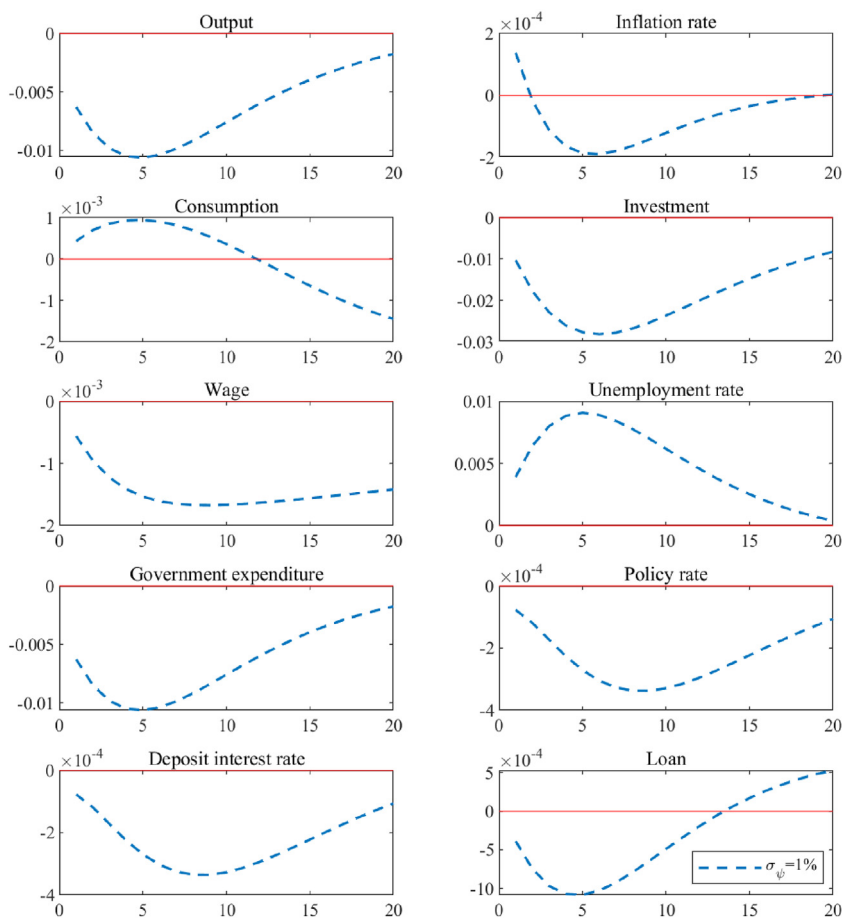 Output
0
-0.005
-0.01
0 5 10 15 20
×10-4
Inflation rate
2
0
-2
0 5 10 15 20
×10-3
Consumption
1
0
-1
-2
0 5 10 15 20
Investment
0
-0.01
-0.02
-0.03
0 5 10 15 20
×10-3
Wage
0
-1
-2
0 5 10 15 20
Unemployment rate
0.01
0.005
0
0 5 10 15 20
Government expenditure
0
-0.005
-0.01
0 5 10 15 20
×10-4
Policy rate
0
-2
-4
0 5 10 15 20
×10-4
Deposit interest rate
0
-2
-4
0 5 10 15 20
×10-4
Loan
5
0
-5
-10
σψ=1%
0 5 10 15 20